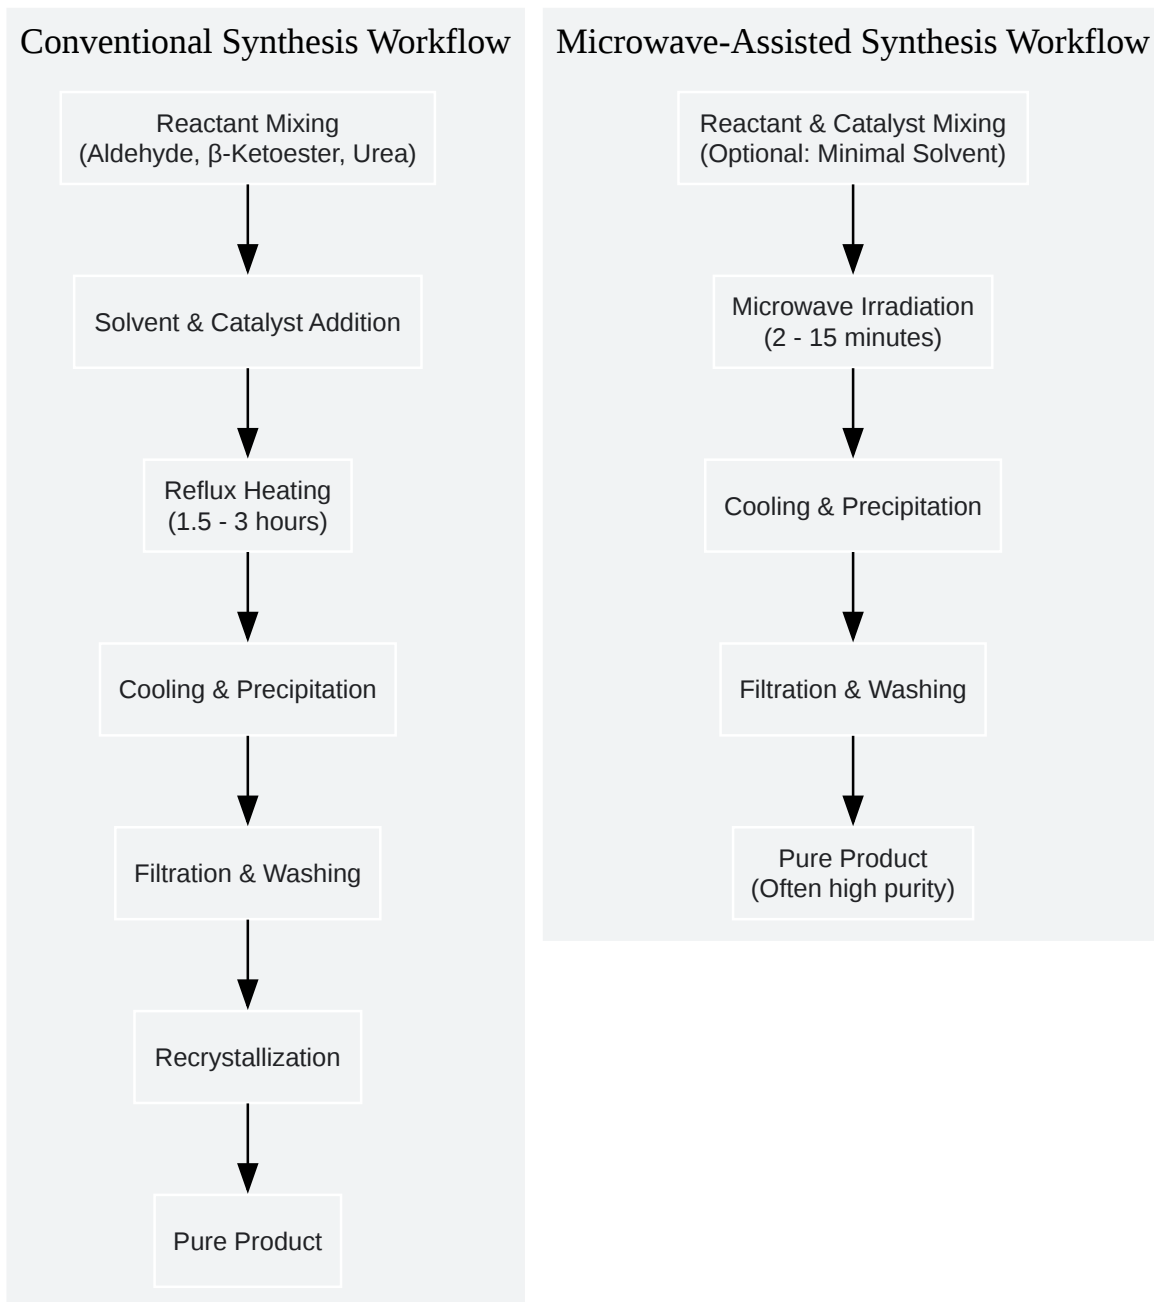 Conventional Synthesis Workflow
Reactant Mixing
(Aldehyde, β-Ketoester, Urea)
Solvent & Catalyst Addition
Reflux Heating
(1.5 - 3 hours)
Cooling & Precipitation
Filtration & Washing
Recrystallization
Pure Product
Microwave-Assisted Synthesis Workflow
Reactant & Catalyst Mixing
(Optional: Minimal Solvent)
Microwave Irradiation
(2 - 15 minutes)
Cooling & Precipitation
Filtration & Washing
Pure Product
(Often high purity)